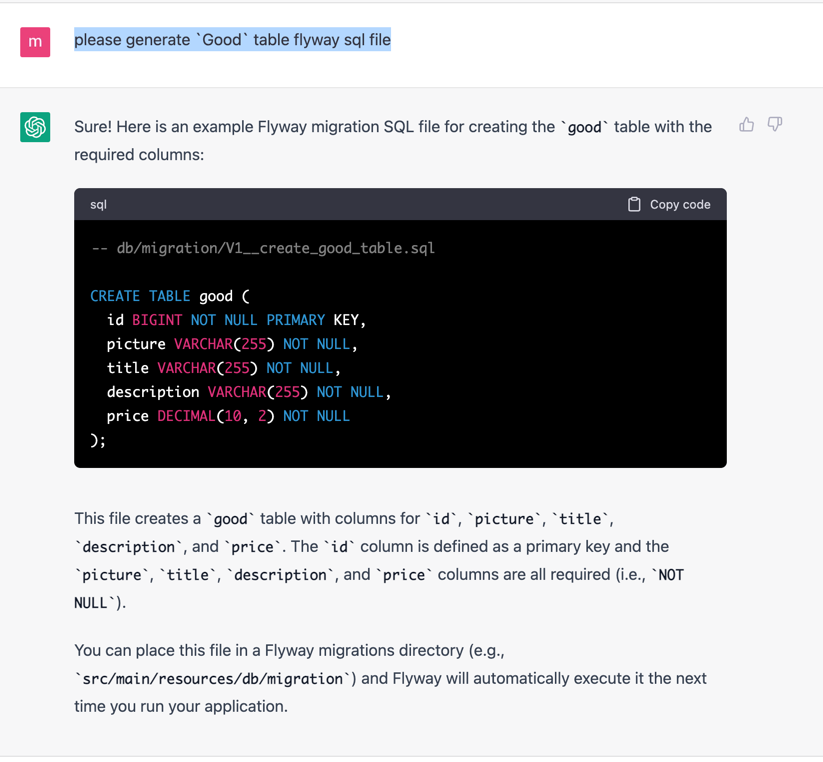 m
please generate `Good` table flyway sql file
Sure! Here is an example Flyway migration SQL file for creating the `good` table with the
required columns:
sql
Copy code
-- db/migration/V1__create_good_table.sql
CREATE TABLE good (
id BIGINT NOT NULL PRIMARY KEY,
picture VARCHAR(255) NOT NULL,
title VARCHAR(255) NOT NULL,
description VARCHAR(255) NOT NULL,
price DECIMAL(10, 2) NOT NULL
);
This file creates a `good` table with columns for `id`, `picture`, `title`,
`description`, and `price`. The `id` column is defined as a primary key and the
`picture`, `title`, `description`, and `price` columns are all required (i.e., `NOT
NULL`).
You can place this file in a Flyway migrations directory (e.g.,
`src/main/resources/db/migration`) and Flyway will automatically execute it the next
time you run your application.